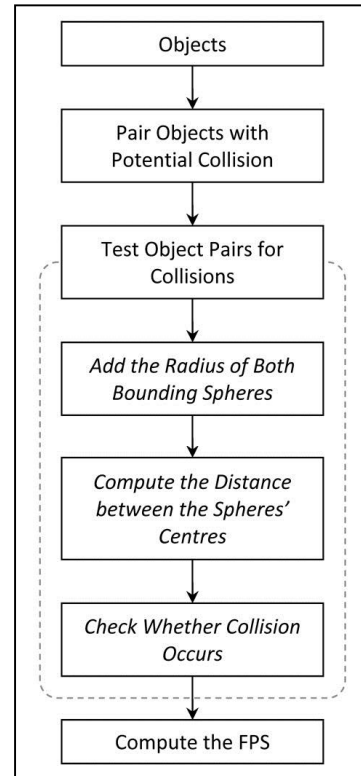 Objects
Pair Objects with
Potential Collision
Test Object Pairs for
Collisions
Add the Radius of Both
Bounding Spheres
Compute the Distance
between the Spheres’
Centres
Check Whether Collision
Occurs
Compute the FPS